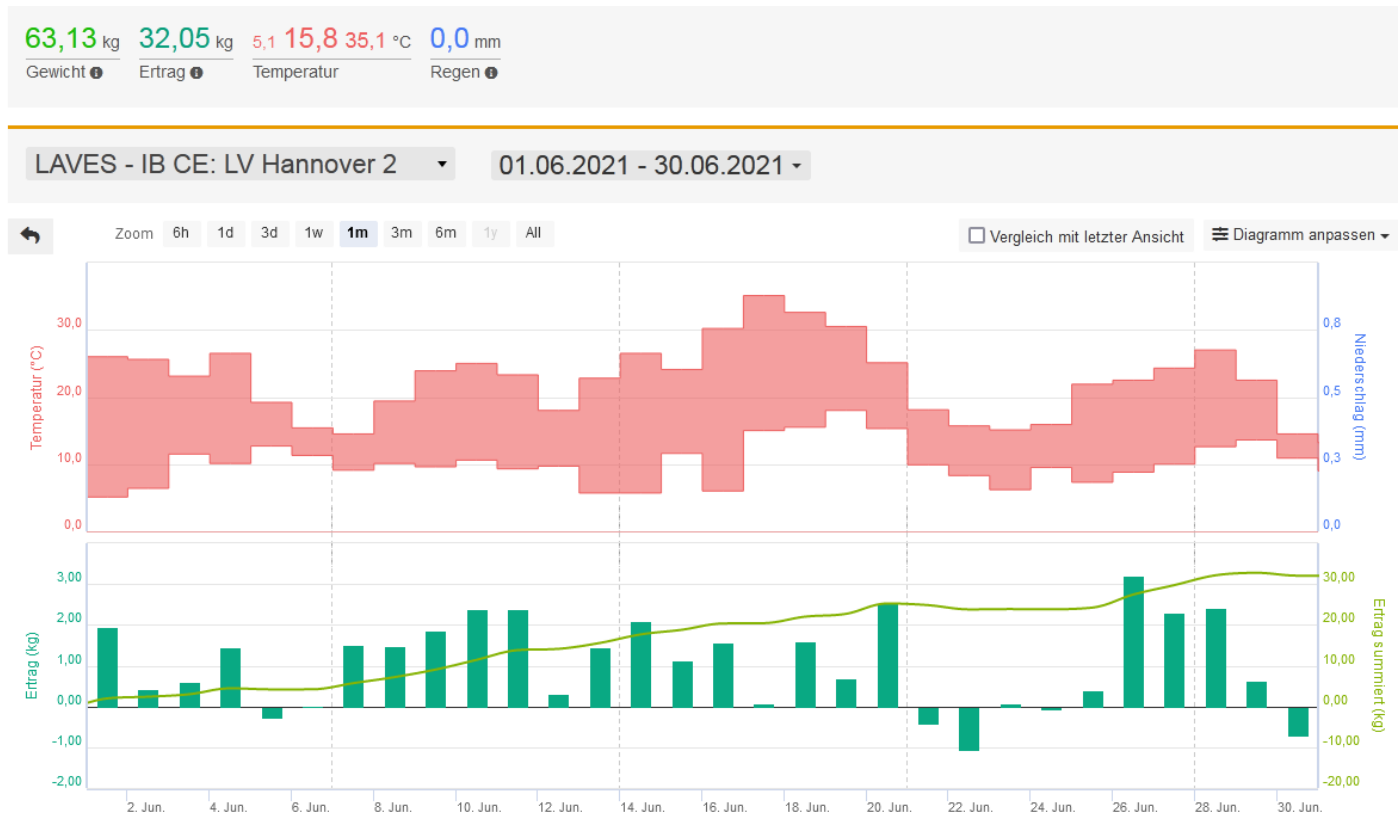 63,13 kg 32,05 kg 5,1 15,8 35,1 °C 0,0 mm
Gewicht Ertrag Temperatur Regen
LAVES - IB CE: LV Hannover 2 01.06.2021 - 30.06.2021
Zoom 6h 1d 3d 1w 1m 3m 6m 1y All Vergleich mit letzter Ansicht Diagramm anpassen
Temperatur (°C)
30,0
20,0
10,0
0,0
0,8
0,5
0,3
0,0
Niederschlag (mm)
Ertrag (kg)
3,00
2,00
1,00
0,00
-1,00
-2,00
30,00
20,00
10,00
0,00
-10,00
-20,00
Ertrag summiert (kg)
2. Jun. 4. Jun. 6. Jun. 8. Jun. 10. Jun. 12. Jun. 14. Jun. 16. Jun. 18. Jun. 20. Jun. 22. Jun. 24. Jun. 26. Jun. 28. Jun. 30. Jun.